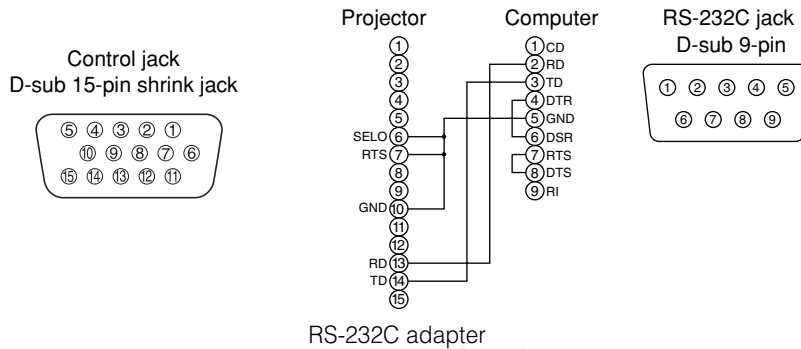 Control jack
D-sub 15-pin shrink jack
5 4 3 2 1
10 9 8 7 6
15 14 13 12 11
Projector
1
2
3
4
5
SELO 6
RTS 7
8
9
GND 10
11
12
RD 13
TD 14
15
Computer
1 CD
2 RD
3 TD
4 DTR
5 GND
6 DSR
7 RTS
8 DTS
9 RI
RS-232C jack
D-sub 9-pin
1 2 3 4 5
6 7 8 9
RS-232C adapter